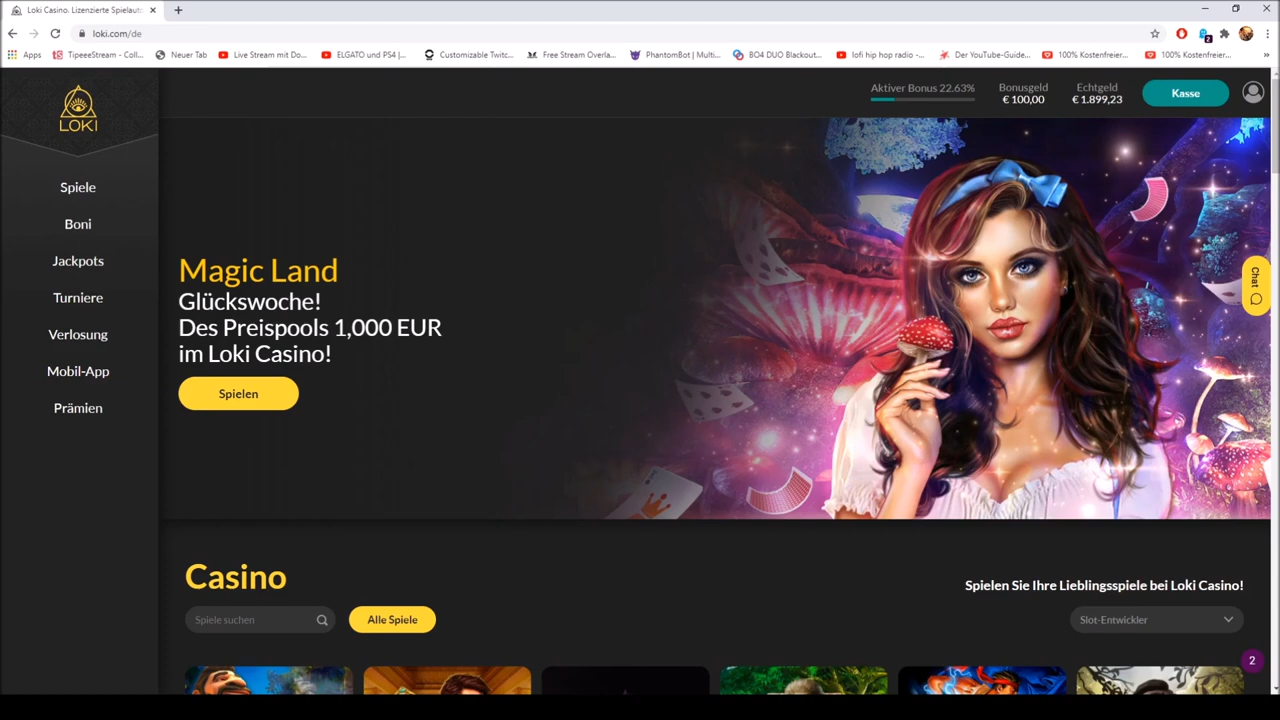 Loki Casino. Lizenzierte Spielauto
loki.com/de
Apps
TipeeeStream - Coll...
Neuer Tab
Live Stream mit Do...
ELGATO und PS4 |...
Customizable Twitc...
Free Stream Overla...
PhantomBot | Multi...
BO4 DUO Blackout...
lofi hip hop radio -...
Der YouTube-Guide...
100% Kostenfreier...
100% Kostenfreier...
LOKI
Aktiver Bonus 22.63%
Bonusgeld
€ 100,00
Echtgeld
€ 1.899,23
Kasse
Spiele
Boni
Jackpots
Turniere
Verlosung
Mobil-App
Prämien
Magic Land
Glückswoche!
Des Preispools 1,000 EUR
im Loki Casino!
Spielen
Chat
Casino
Spielen Sie Ihre Lieblingsspiele bei Loki Casino!
Spiele suchen
Alle Spiele
Slot-Entwickler
2
2